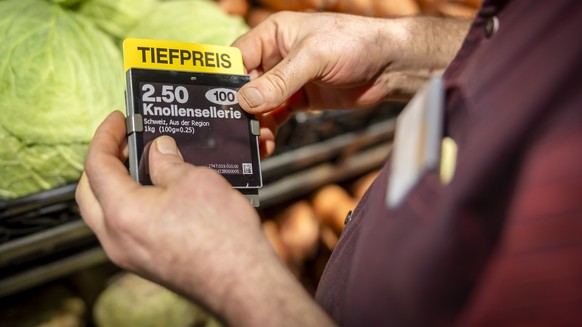 TIEFPREIS
2.50 100
Knollensellerie
Schweiz, Aus der Region
1kg (100g=0.25)